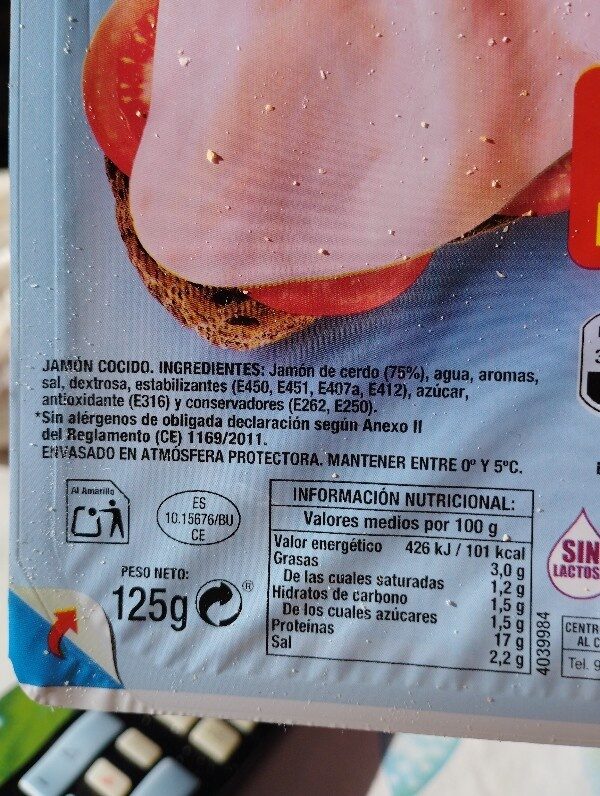 JAMÓN COCIDO. INGREDIENTES: Jamón de cerdo (75%), agua, aromas,
sal, dextrosa, estabilizantes (E450, E451, E407a, E412), azúcar,
antioxidante (E316) y conservadores (E262, E250).
*Sin alérgenos de obligada declaración según Anexo II
del Reglamento (CE) 1169/2011.
ENVASADO EN ATMÓSFERA PROTECTORA. MANTENER ENTRE 0º Y 5ºC.
Al Amarillo
ES
10.15676/BU
CE
PESO NETO:
125g ®
INFORMACIÓN NUTRICIONAL:
Valores medios por 100 g
Valor energético 426 kJ / 101 kcal
Grasas 3,0 g
De las cuales saturadas 1,2 g
Hidratos de carbono 1,5 g
De los cuales azúcares 1,5 g
Proteínas 17 g
Sal 2,2 g
4039984
SIN
LACTOS
CENTR
AL C
Tel. 9